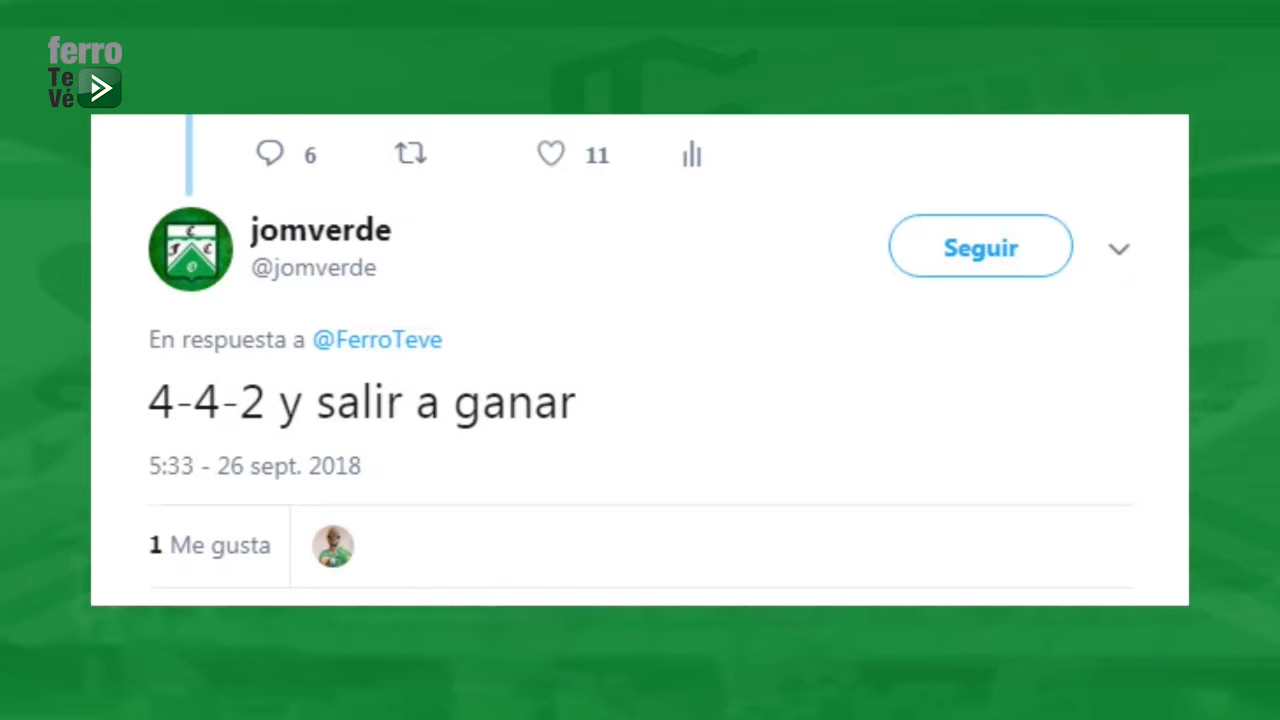 ferro
Te
Vé
6
11
jomverde
@jomverde
Seguir
En respuesta a @FerroTeve
4-4-2 y salir a ganar
5:33 - 26 sept. 2018
1 Me gusta
C
F C
O